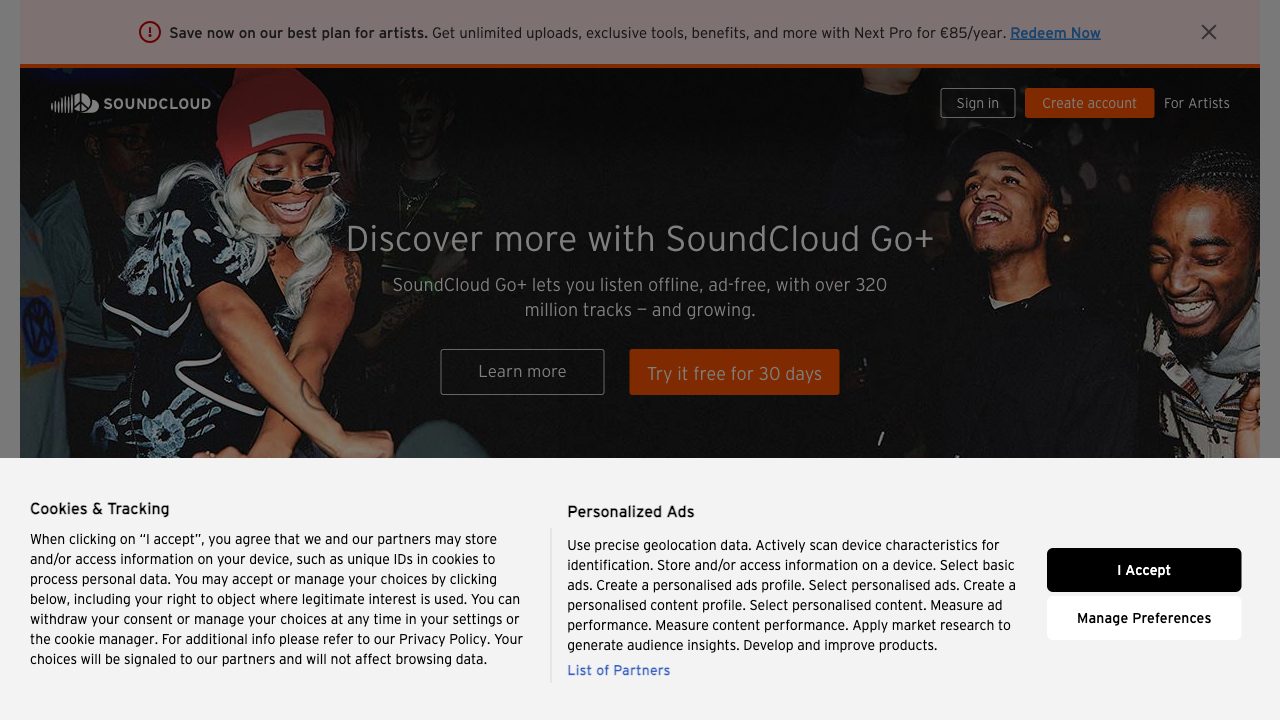 Save now on our best plan for artists. Get unlimited uploads, exclusive tools, benefits, and more with Next Pro for €85/year. Redeem Now
SOUNDCLOUD
Sign in
Create account
For Artists
Discover more with SoundCloud Go+
SoundCloud Go+ lets you listen offline, ad-free, with over 320
million tracks — and growing.
Learn more
Try it free for 30 days
Cookies & Tracking
When clicking on “I accept”, you agree that we and our partners may store
and/or access information on your device, such as unique IDs in cookies to
process personal data. You may accept or manage your choices by clicking
below, including your right to object where legitimate interest is used. You can
withdraw your consent or manage your choices at any time in your settings or
the cookie manager. For additional info please refer to our Privacy Policy. Your
choices will be signaled to our partners and will not affect browsing data.
Personalized Ads
Use precise geolocation data. Actively scan device characteristics for
identification. Store and/or access information on a device. Select basic
ads. Create a personalised ads profile. Select personalised ads. Create a
personalised content profile. Select personalised content. Measure ad
performance. Measure content performance. Apply market research to
generate audience insights. Develop and improve products.
List of Partners
I Accept
Manage Preferences